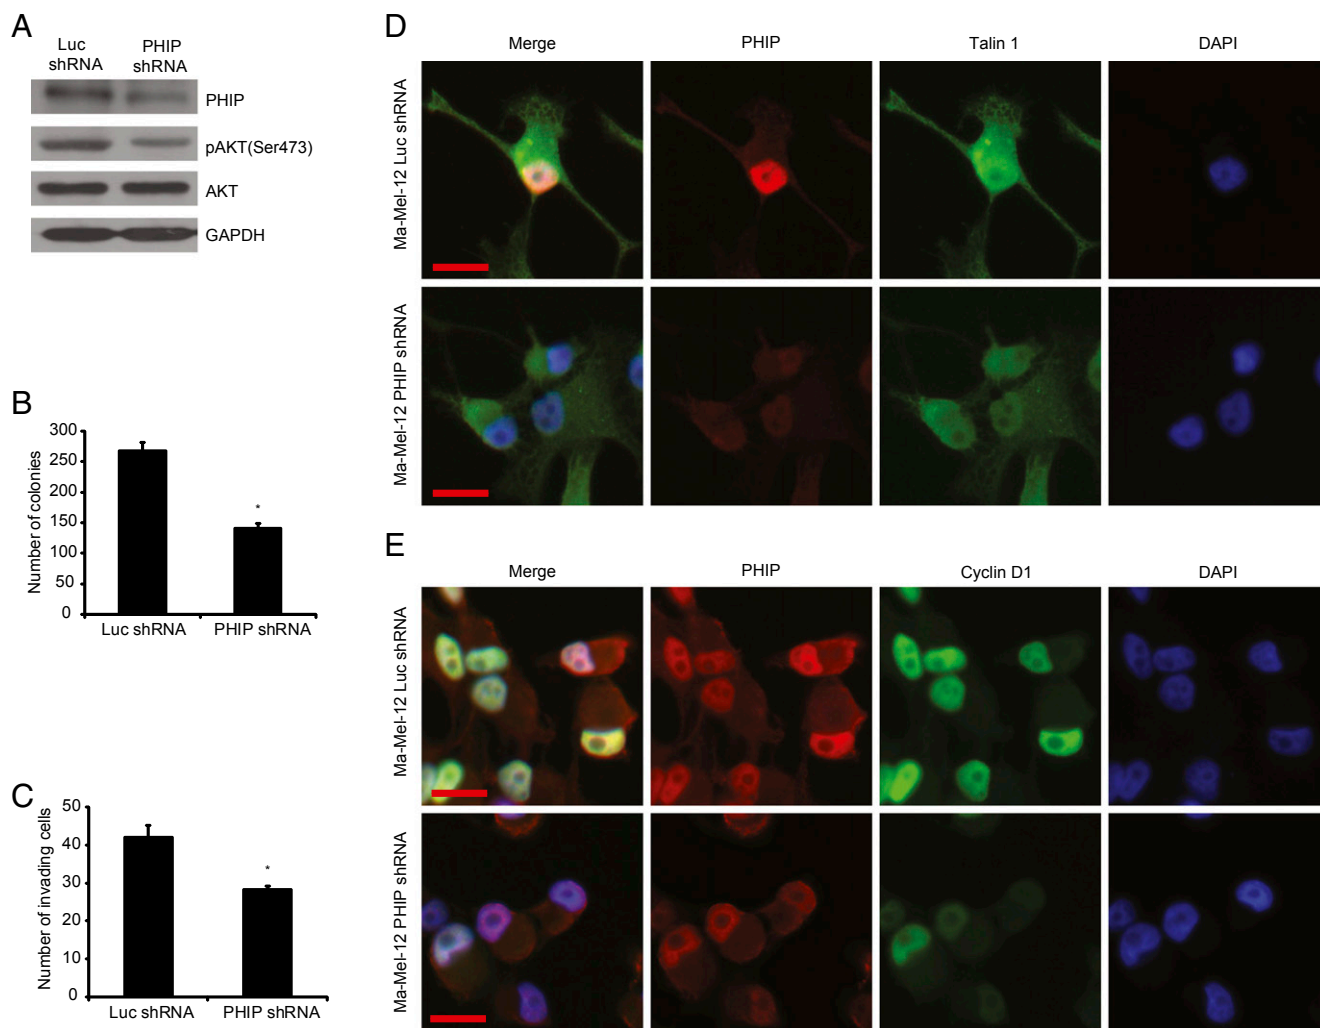 A
Luc shRNA
PHIP shRNA
PHIP
pAKT(Ser473)
AKT
GAPDH
B
Number of colonies
300
250
200
150
100
50
0
*
Luc shRNA
PHIP shRNA
C
Number of invading cells
50
40
30
20
10
0
*
Luc shRNA
PHIP shRNA
D
Merge
PHIP
Talin 1
DAPI
Ma-Mel-12 Luc shRNA
Ma-Mel-12 PHIP shRNA
E
Merge
PHIP
Cyclin D1
DAPI
Ma-Mel-12 Luc shRNA
Ma-Mel-12 PHIP shRNA